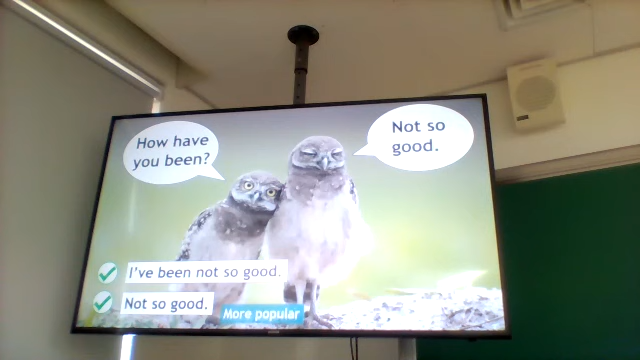 How have
you been?
Not so
good.
I've been not so good.
Not so good.
More popular